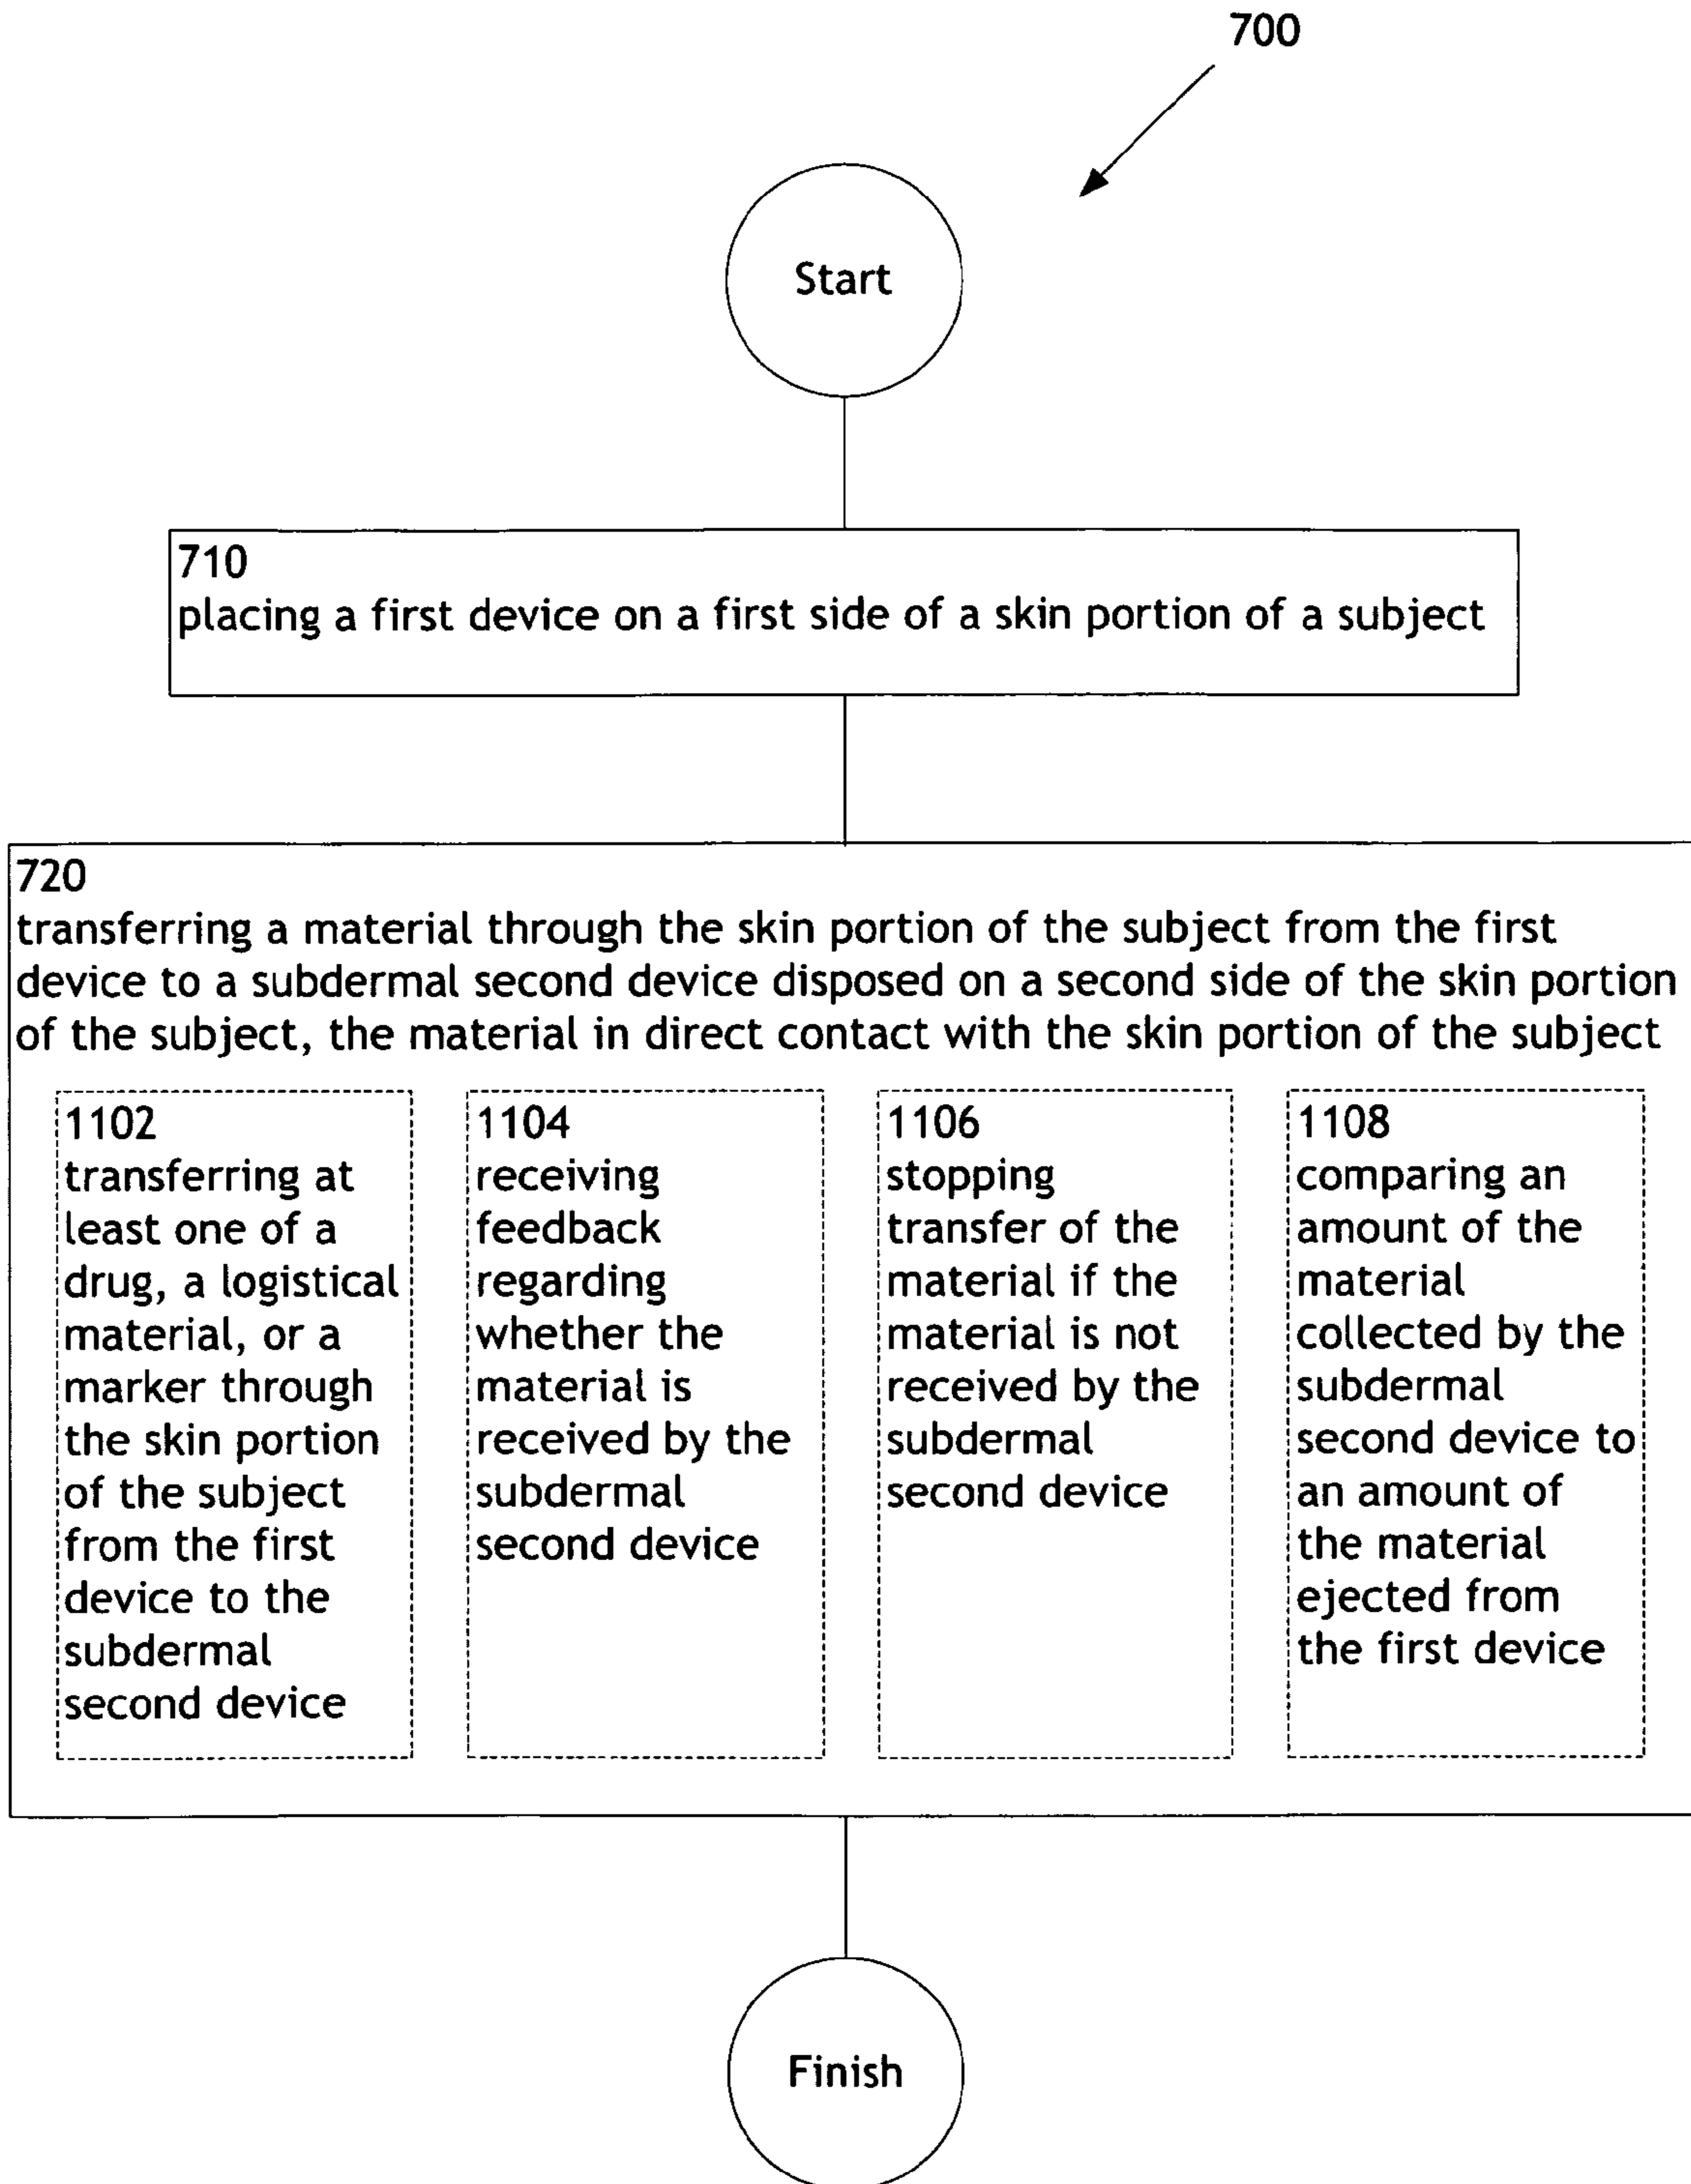 700
Start
710
placing a first device on a first side of a skin portion of a subject
720
transferring a material through the skin portion of the subject from the first
device to a subdermal second device disposed on a second side of the skin portion
of the subject, the material in direct contact with the skin portion of the subject
1102
transferring at
least one of a
drug, a logistical
material, or a
marker through
the skin portion
of the subject
from the first
device to the
subdermal
second device
1104
receiving
feedback
regarding
whether the
material is
received by the
subdermal
second device
1106
stopping
transfer of the
material if the
material is not
received by the
subdermal
second device
1108
comparing an
amount of the
material
collected by the
subdermal
second device to
an amount of
the material
ejected from
the first device
Finish